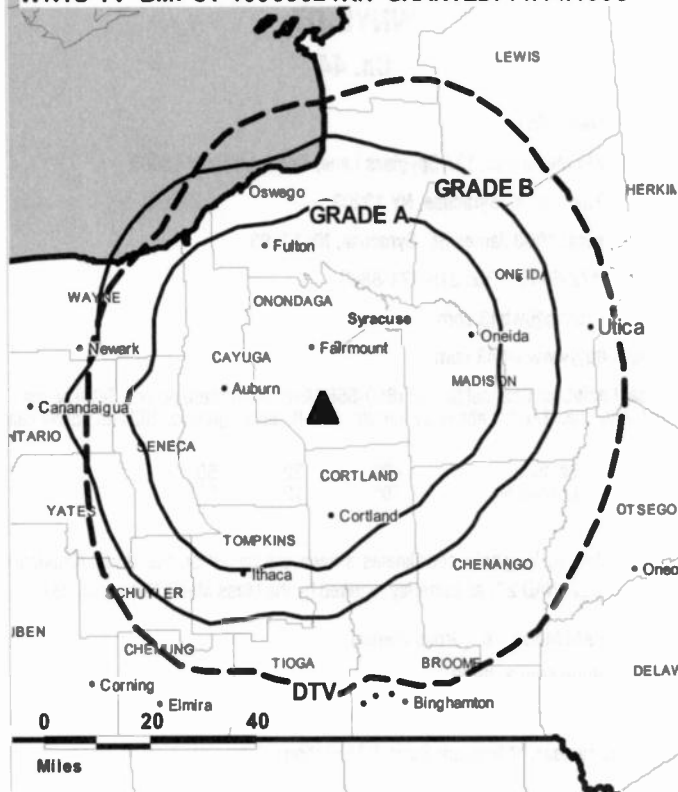 LEWIS
Oswego
GRADE B
HERKIM
GRADE A
Fulton
ONEIDA
WAYNE
ONONDAGA
Syracuse
Utica
Newark
Fairmount
Oneida
CAYUGA
Auburn
MADISON
Canandaigua
NTARIO
SENECA
CORTLAND
YATES
Cortland
OTSEGO
TOMPKINS
CHENANGO
Ithaca
Oneo
SCHUYLER
UBEN
CHEMUNG
TIOGA
BROOME
DELAW
Corning
DTV
Elmira
Binghamton
0 20 40
Miles